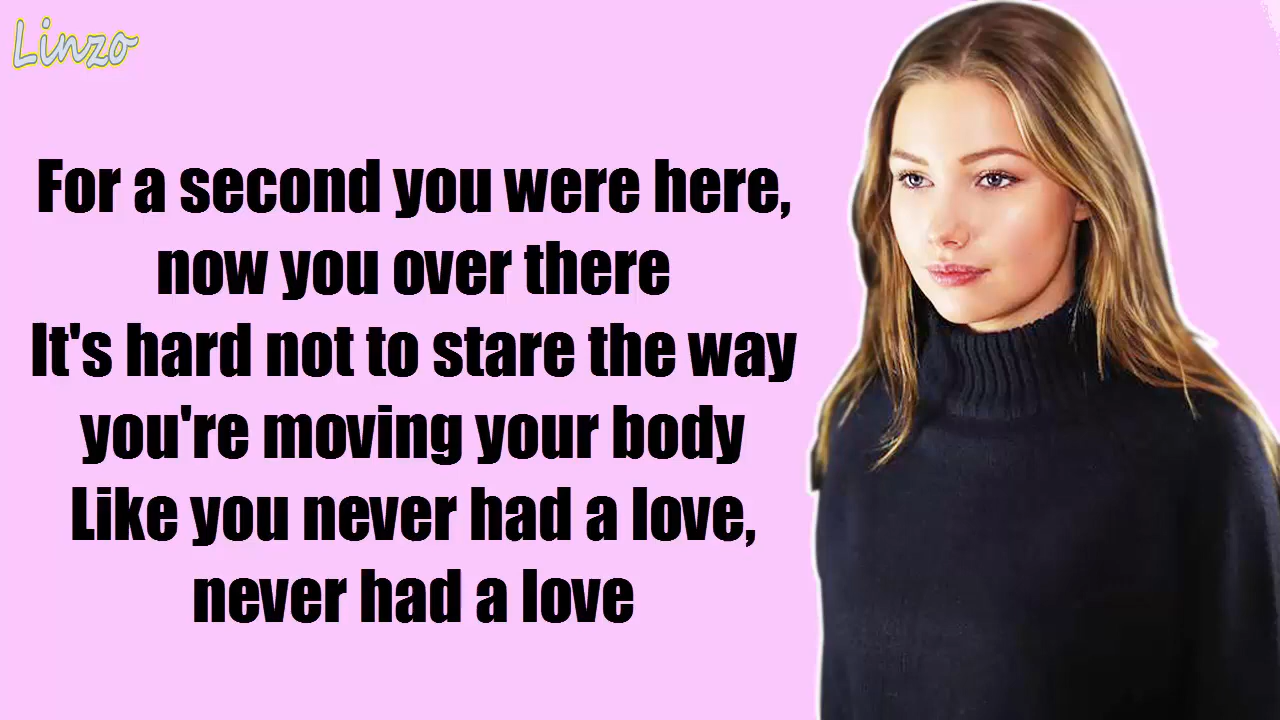 Linzo
For a second you were here,
now you over there
It's hard not to stare the way
you're moving your body
Like you never had a love,
never had a love